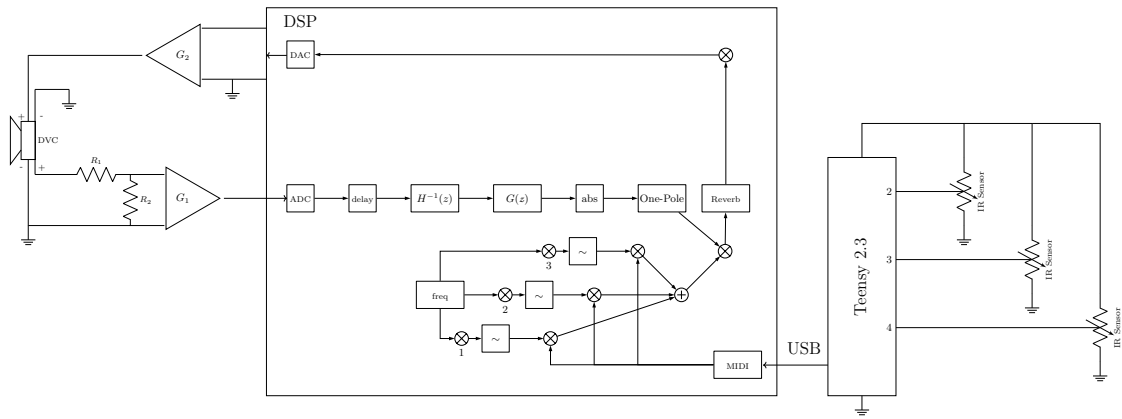 DSP
G₂
DAC
+ -
DVC
- +
R₁
R₂
G₁
ADC
delay
H⁻¹(z)
G(z)
abs
One-Pole
Reverb
freq
3
∼
2
∼
1
∼
MIDI
USB
Teensy 2.3
2
3
4
IR Sensor
IR Sensor
IR Sensor